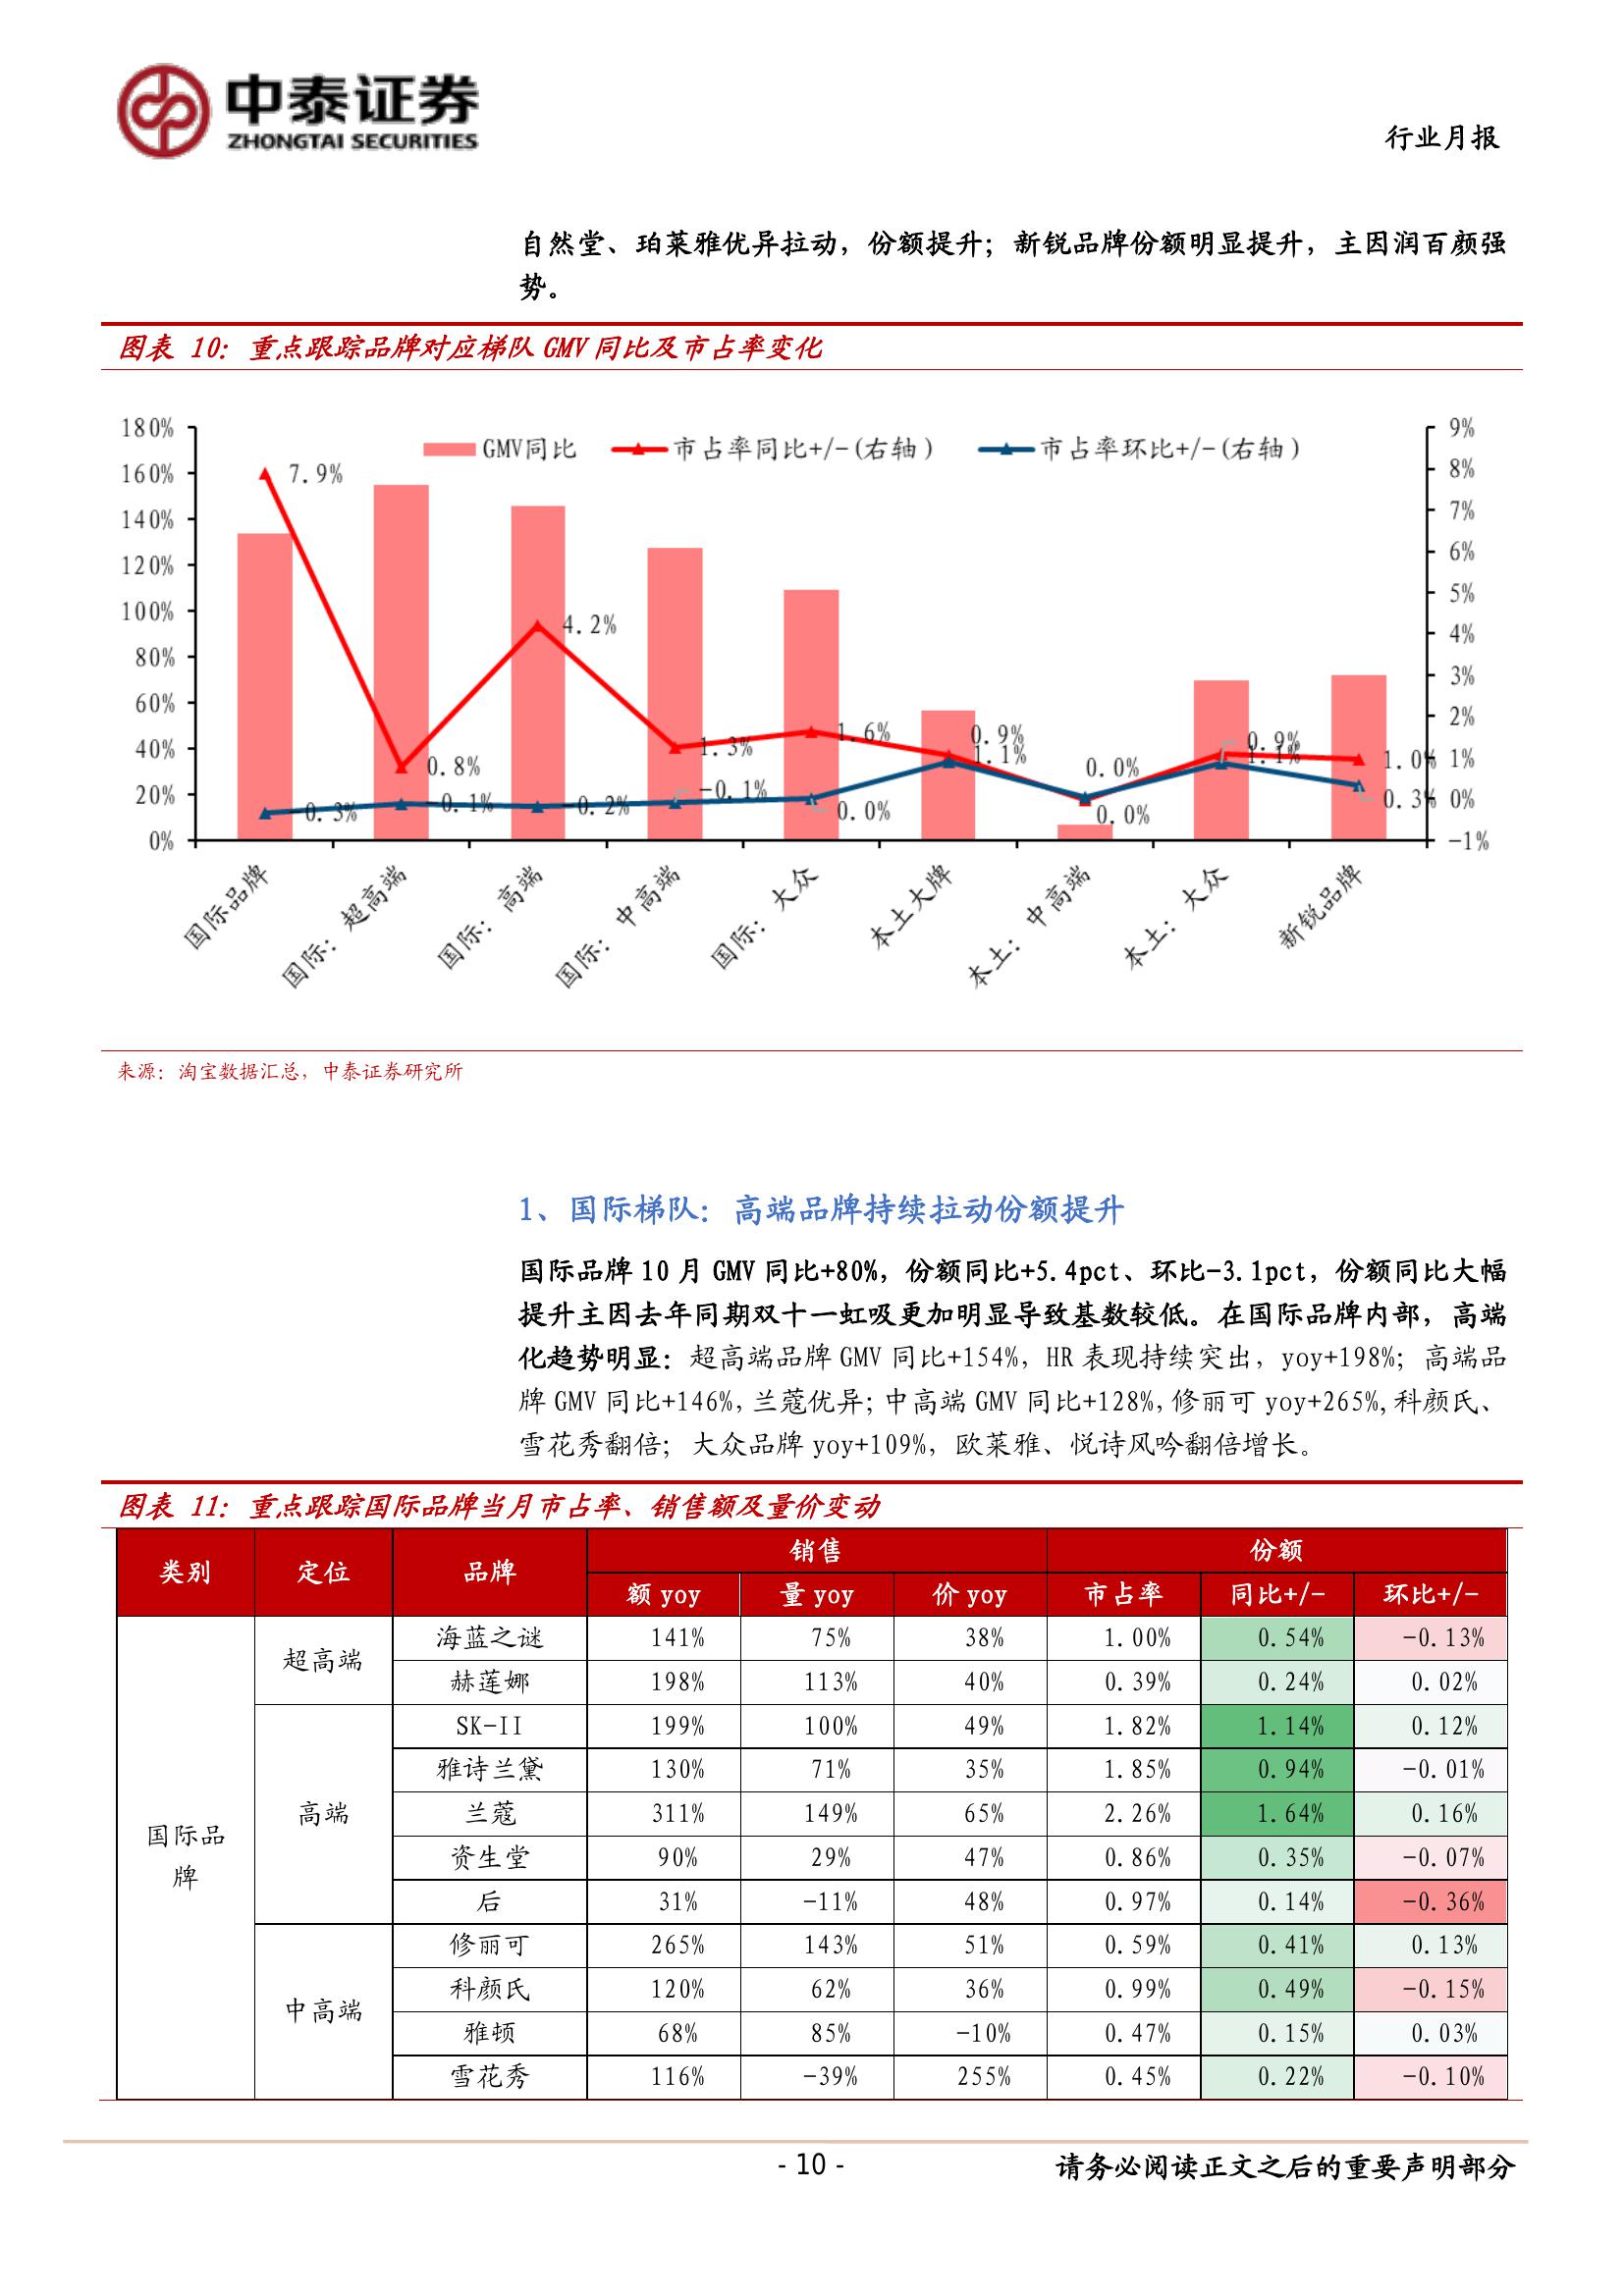 中泰证券
ZHONGTAI SECURITIES
行业月报
自然堂、珀莱雅优异拉动，份额提升；新锐品牌份额明显提升，主因润百颜强
势。
图表 10：重点跟踪品牌对应梯队 GMV 同比及市占率变化
GMV同比 市占率同比+/-(右轴) 市占率环比+/-(右轴)
180%
160%
140%
120%
100%
80%
60%
40%
20%
0%
9%
8%
7%
6%
5%
4%
3%
2%
1%
0%
-1%
7.9%
0.8%
4.2%
1.3%
1.6%
1.1%
0.0%
1.1%
1.0%
-0.3%
-0.1%
-0.2%
-0.1%
0.0%
0.9%
0.0%
0.9%
0.3%
国际品牌
国际：超高端
国际：高端
国际：中高端
国际：大众
本土大牌
本土：中高端
本土：大众
新锐品牌
来源：淘宝数据汇总，中泰证券研究所
1、国际梯队：高端品牌持续拉动份额提升
国际品牌 10 月 GMV 同比+80%，份额同比+5.4pct、环比-3.1pct，份额同比大幅
提升主因去年同期双十一虹吸更加明显导致基数较低。在国际品牌内部，高端
化趋势明显：超高端品牌 GMV 同比+154%，HR 表现持续突出，yoy+198%；高端品
牌 GMV 同比+146%，兰蔻优异；中高端 GMV 同比+128%，修丽可 yoy+265%，科颜氏、
雪花秀翻倍；大众品牌 yoy+109%，欧莱雅、悦诗风吟翻倍增长。
图表 11：重点跟踪国际品牌当月市占率、销售额及量价变动
类别 定位 品牌 销售 份额
额 yoy 量 yoy 价 yoy 市占率 同比+/- 环比+/-
国际品
牌
超高端
海蓝之谜 141% 75% 38% 1.00% 0.54% -0.13%
赫莲娜 198% 113% 40% 0.39% 0.24% 0.02%
高端
SK-II 199% 100% 49% 1.82% 1.14% 0.12%
雅诗兰黛 130% 71% 35% 1.85% 0.94% -0.01%
兰蔻 311% 149% 65% 2.26% 1.64% 0.16%
资生堂 90% 29% 47% 0.86% 0.35% -0.07%
后 31% -11% 48% 0.97% 0.14% -0.36%
中高端
修丽可 265% 143% 51% 0.59% 0.41% 0.13%
科颜氏 120% 62% 36% 0.99% 0.49% -0.15%
雅顿 68% 85% -10% 0.47% 0.15% 0.03%
雪花秀 116% -39% 255% 0.45% 0.22% -0.10%
- 10 -
请务必阅读正文之后的重要声明部分